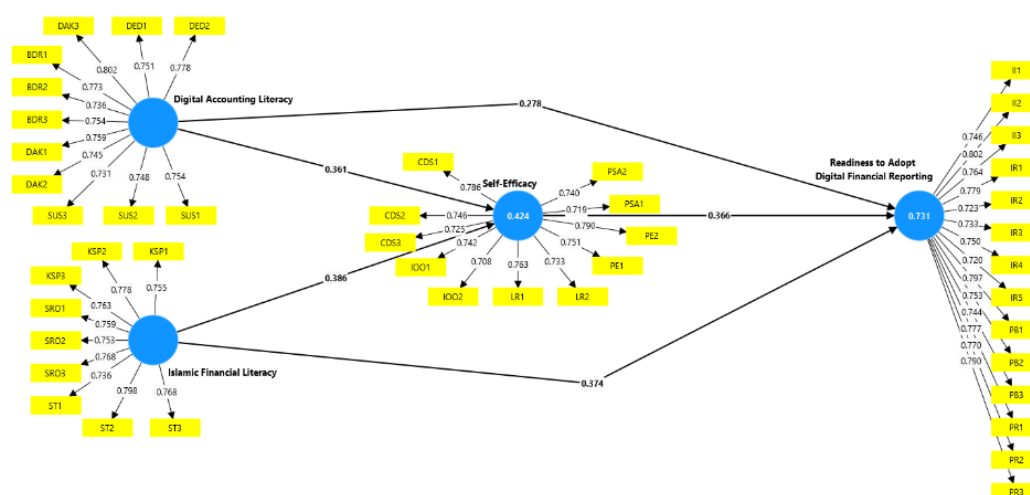 DAK3
DED1
DED2
BDR1
BDR2
BDR3
DAK1
DAK2
SUS3
SUS2
SUS1
0.802
0.751
0.778
0.773
0.736
0.754
0.759
0.745
0.731
0.748
0.754
Digital Accounting Literacy
0.278
0.361
KSP2
KSP1
KSP3
SRO1
SRO2
SRO3
ST1
ST2
ST3
0.778
0.755
0.763
0.759
0.753
0.768
0.736
0.798
0.768
Islamic Financial Literacy
0.386
0.374
CDS1
CDS2
CDS3
IOO1
IOO2
LR1
LR2
PE1
PE2
PSA1
PSA2
0.786
0.746
0.725
0.742
0.708
0.763
0.733
0.751
0.790
0.719
0.740
Self-Efficacy
0.424
0.366
Readiness to Adopt
Digital Financial Reporting
0.731
II1
II2
II3
IR1
IR2
IR3
IR4
IR5
PB1
PB2
PB3
PR1
PR2
PR3
0.746
0.802
0.764
0.779
0.723
0.733
0.750
0.720
0.797
0.753
0.744
0.777
0.770
0.790